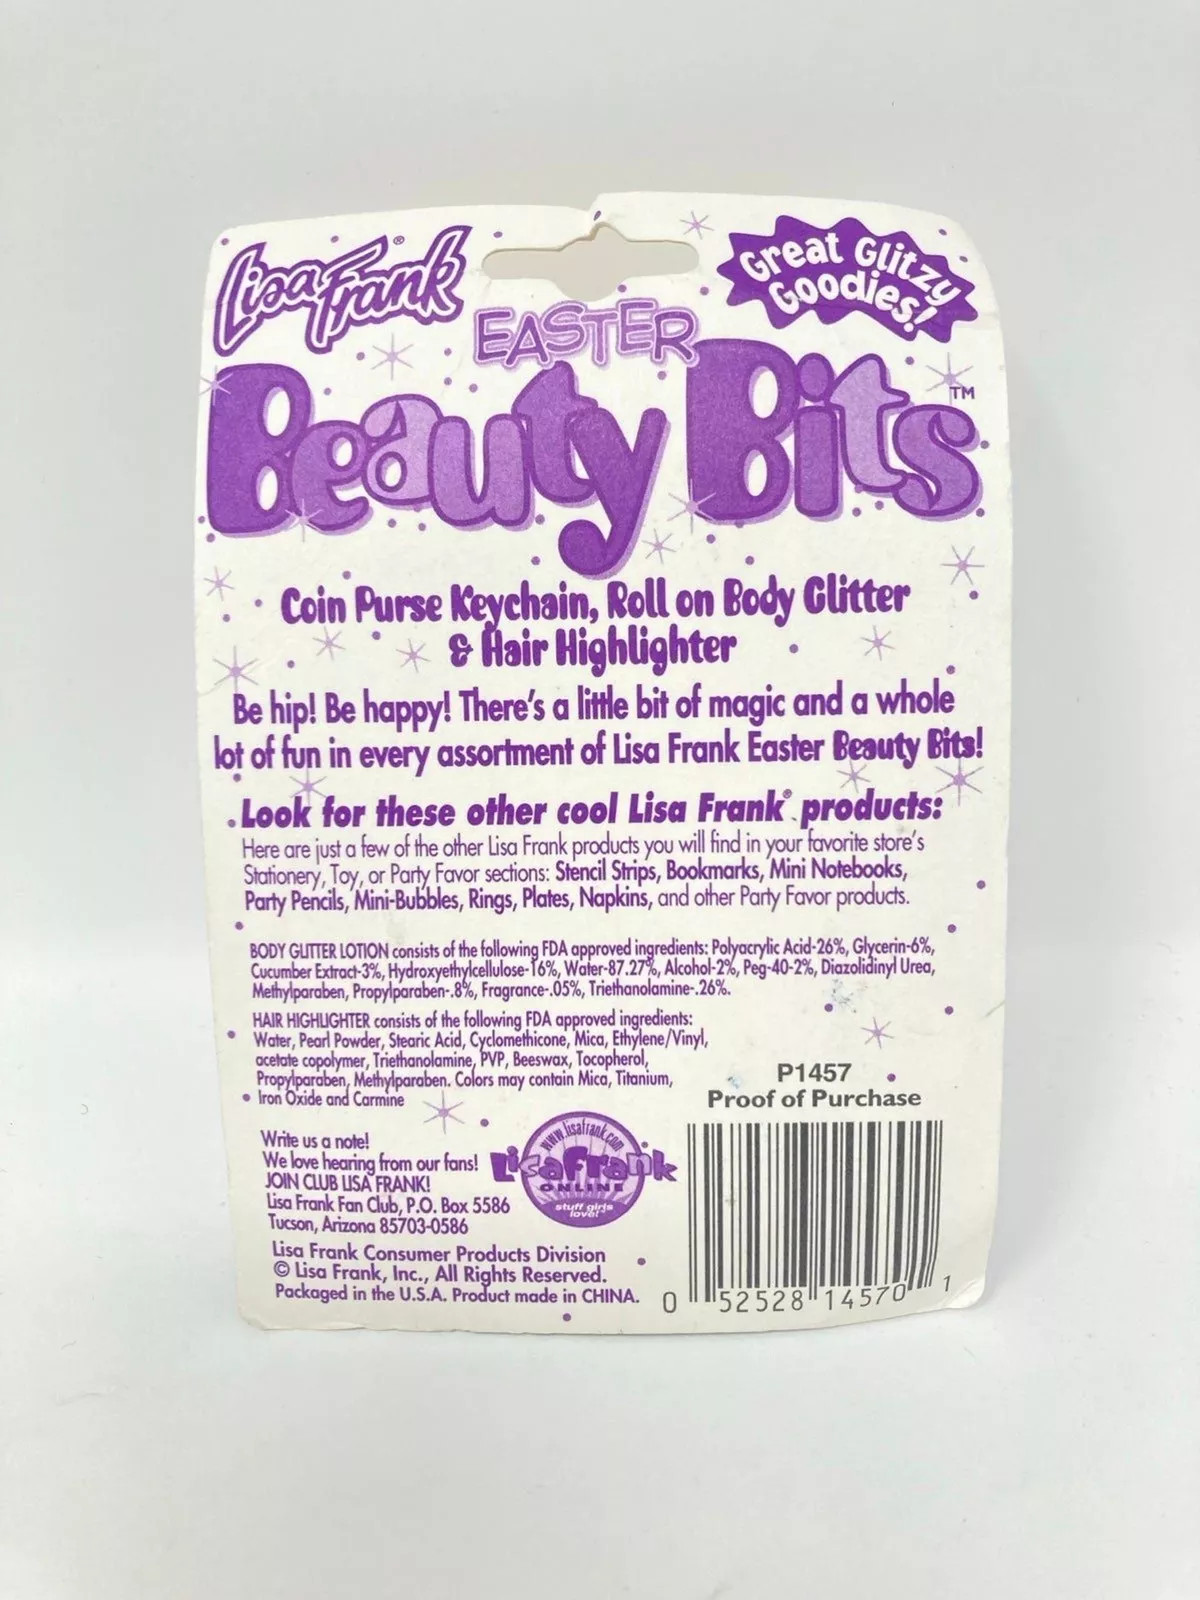 Lisa Frank®
Great Glitzy
Goodies!
EASTER
Beauty Bits™
Coin Purse Keychain, Roll on Body Glitter
& Hair Highlighter
Be hip! Be happy! There's a little bit of magic and a whole
lot of fun in every assortment of Lisa Frank Easter Beauty Bits!
Look for these other cool Lisa Frank® products:
Here are just a few of the other Lisa Frank products you will find in your favorite store's
Stationery, Toy, or Party Favor sections: Stencil Strips, Bookmarks, Mini Notebooks,
Party Pencils, Mini-Bubbles, Rings, Plates, Napkins, and other Party Favor products.
BODY GLITTER LOTION consists of the following FDA approved ingredients: Polyacrylic Acid-26%, Glycerin-6%,
Cucumber Extract-3%, Hydroxyethylcellulose-16%, Water-87.27%, Alcohol-2%, Peg-40-2%, Diazolidinyl Urea,
Methylparaben, Propylparaben-.8%, Fragrance-.05%, Triethanolamine-.26%.
HAIR HIGHLIGHTER consists of the following FDA approved ingredients:
Water, Pearl Powder, Stearic Acid, Cyclomethicone, Mica, Ethylene/Vinyl,
acetate copolymer, Triethanolamine, PVP, Beeswax, Tocopherol,
Propylparaben, Methylparaben. Colors may contain Mica, Titanium,
Iron Oxide and Carmine
P1457
Proof of Purchase
Write us a note!
We love hearing from our fans!
JOIN CLUB LISA FRANK!
Lisa Frank Fan Club, P.O. Box 5586
Tucson, Arizona 85703-0586
www.lisafrank.com
Lisa Frank
ONLINE
stuff girls
love!
Lisa Frank Consumer Products Division
© Lisa Frank, Inc., All Rights Reserved.
Packaged in the U.S.A. Product made in CHINA.
0 52528 14570 1